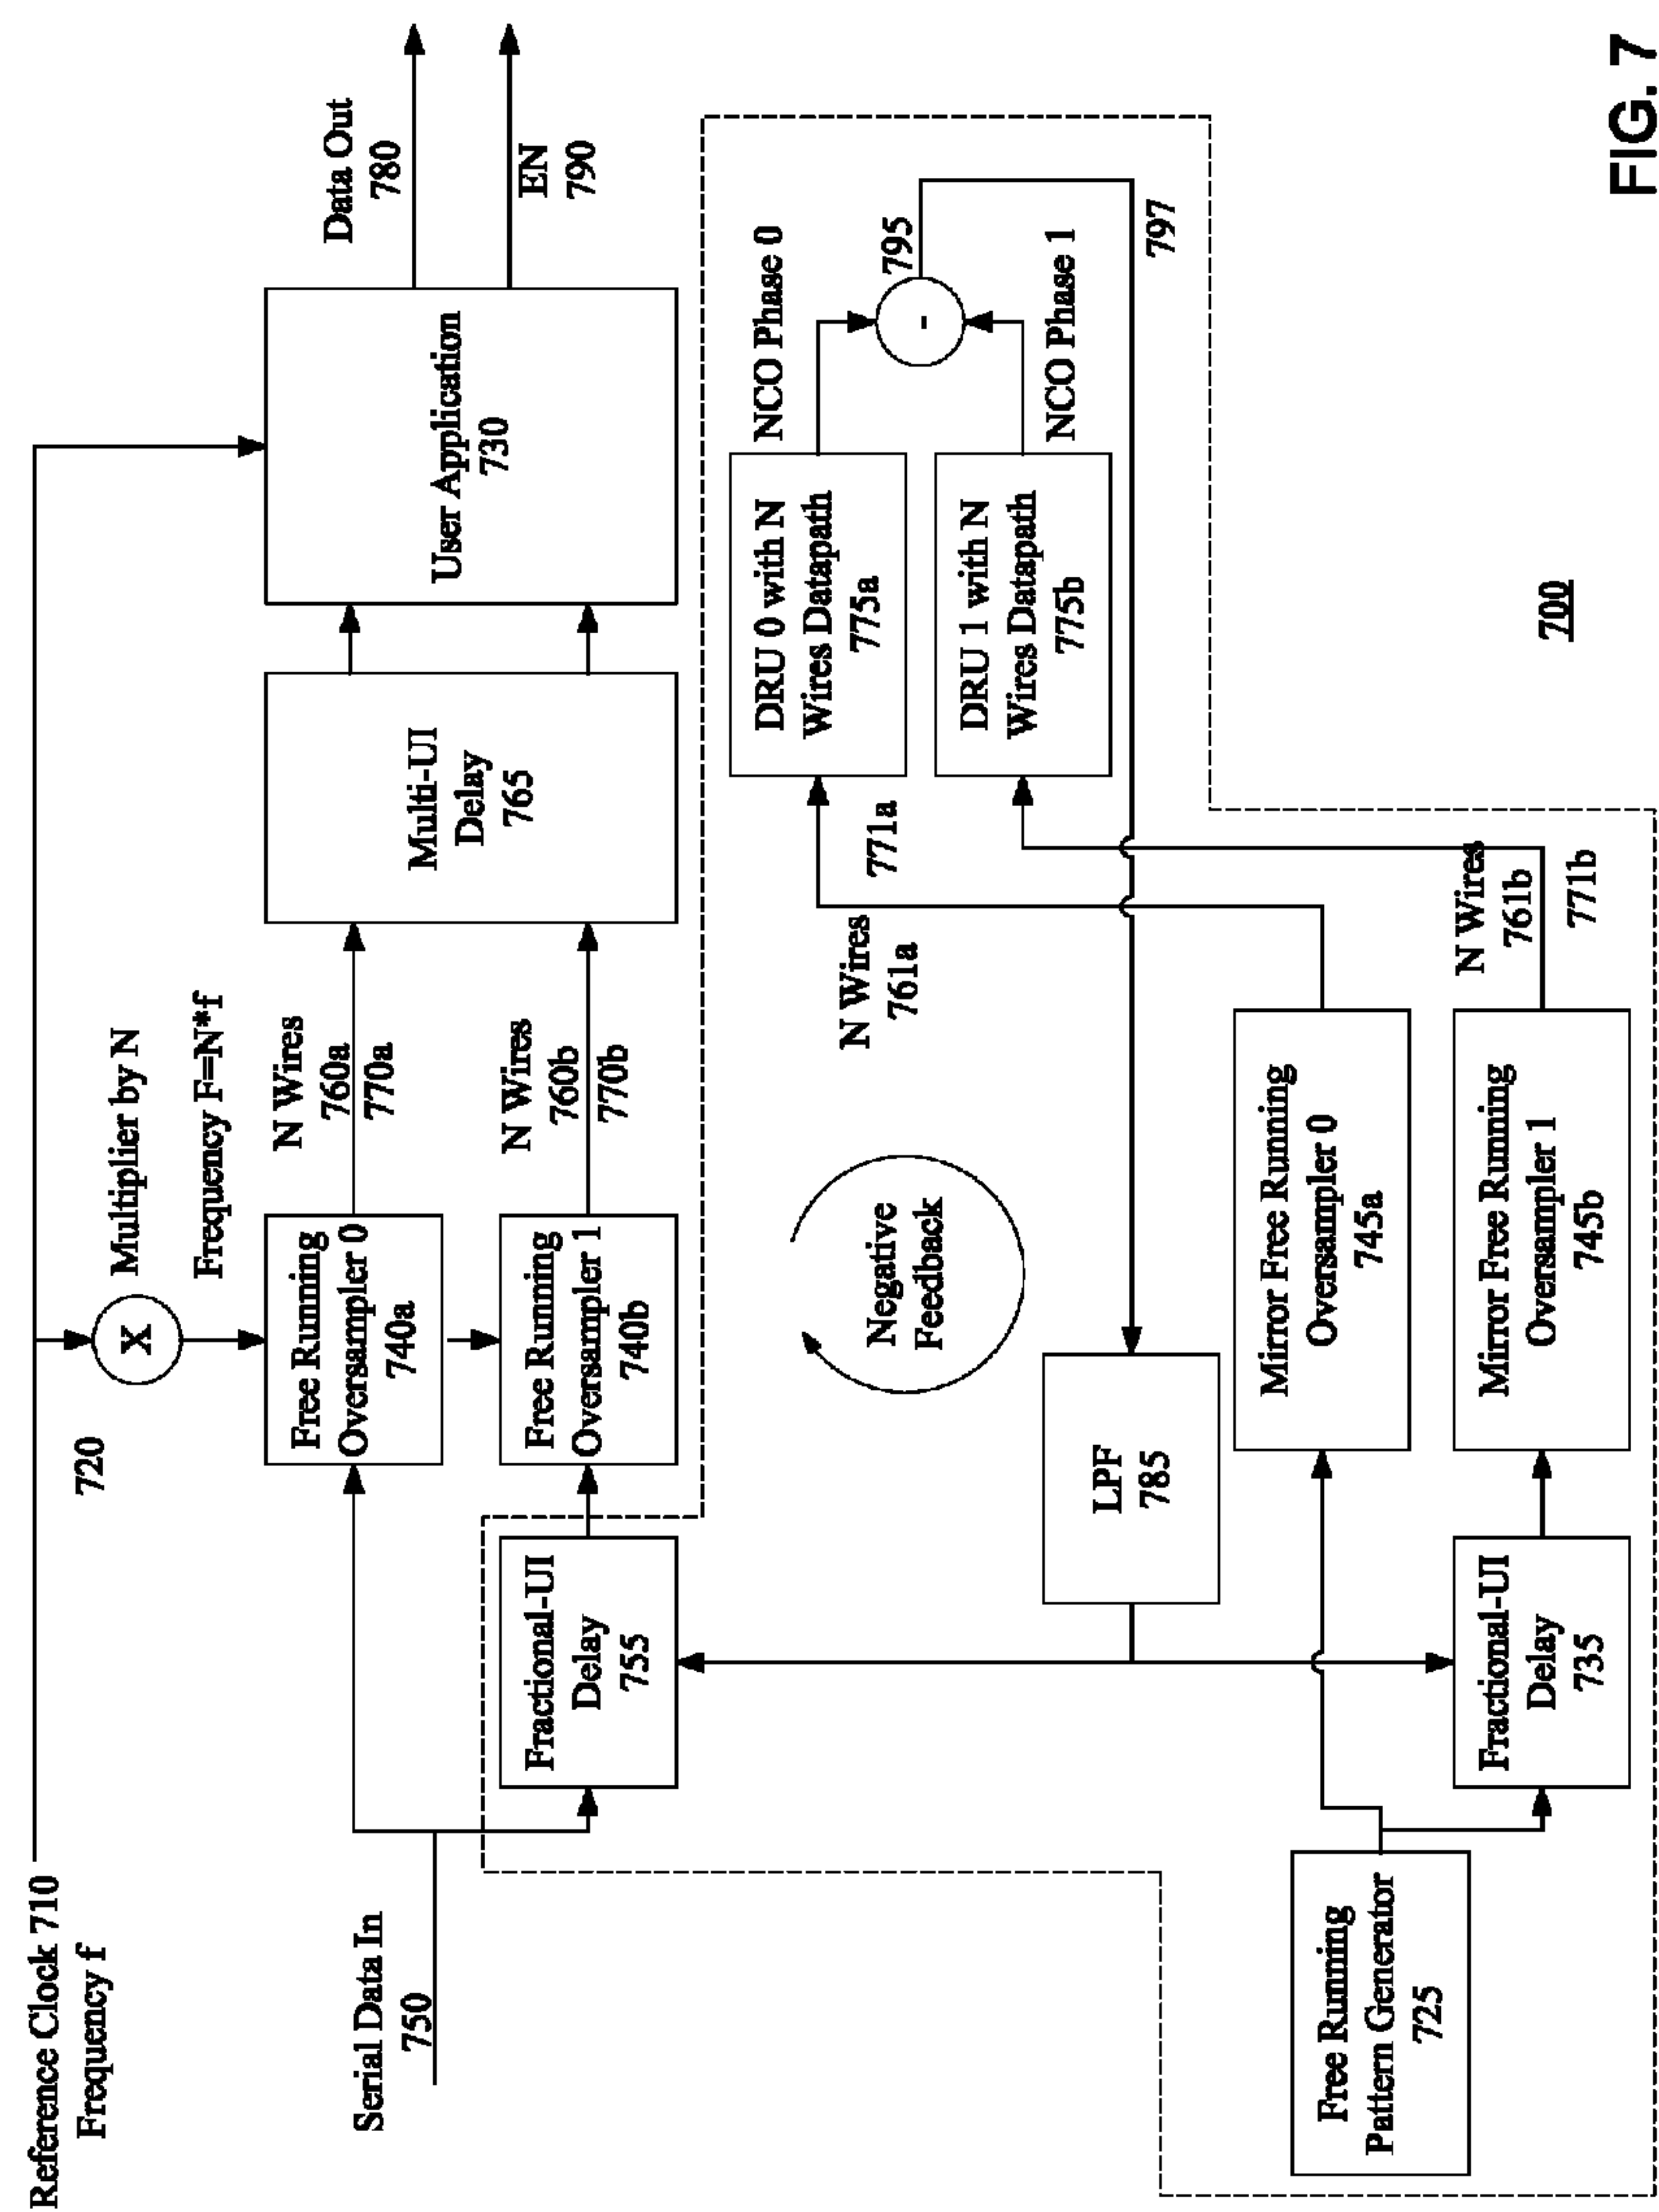 Reference Clock 710
Frequency f
720
Multiplier by N
X
Frequency F=N*f
Serial Data In
750
Free Running
Oversampler 0
740a
N Wires
760a
770a
Fractional-UI
Delay
755
Free Running
Oversampler 1
740b
N Wires
760b
770b
Multi-UI
Delay
765
User Application
730
Data Out
780
EN
790
Negative
Feedback
LPF
785
N Wires
761a
771a
DRU 0 with N
Wires Datapath
775a
NCO Phase 0
DRU 1 with N
Wires Datapath
775b
NCO Phase 1
-
795
797
Free Running
Pattern Generator
725
Fractional-UI
Delay
735
Mirror Free Running
Oversampler 0
745a
Mirror Free Running
Oversampler 1
745b
N Wires
761b
771b
700
FIG. 7